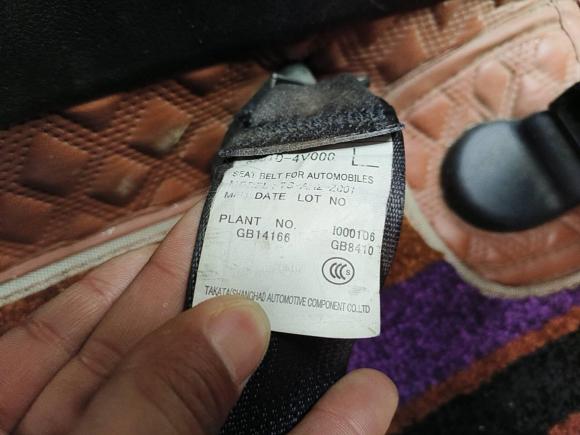 -4V000 L
SEAT BELT FOR AUTOMOBILES
DATE LOT NO
PLANT NO. I000106
GB14166 GB8410
CCC S
TAKATA(SHANGHAI) AUTOMOTIVE COMPONENT CO.,LTD